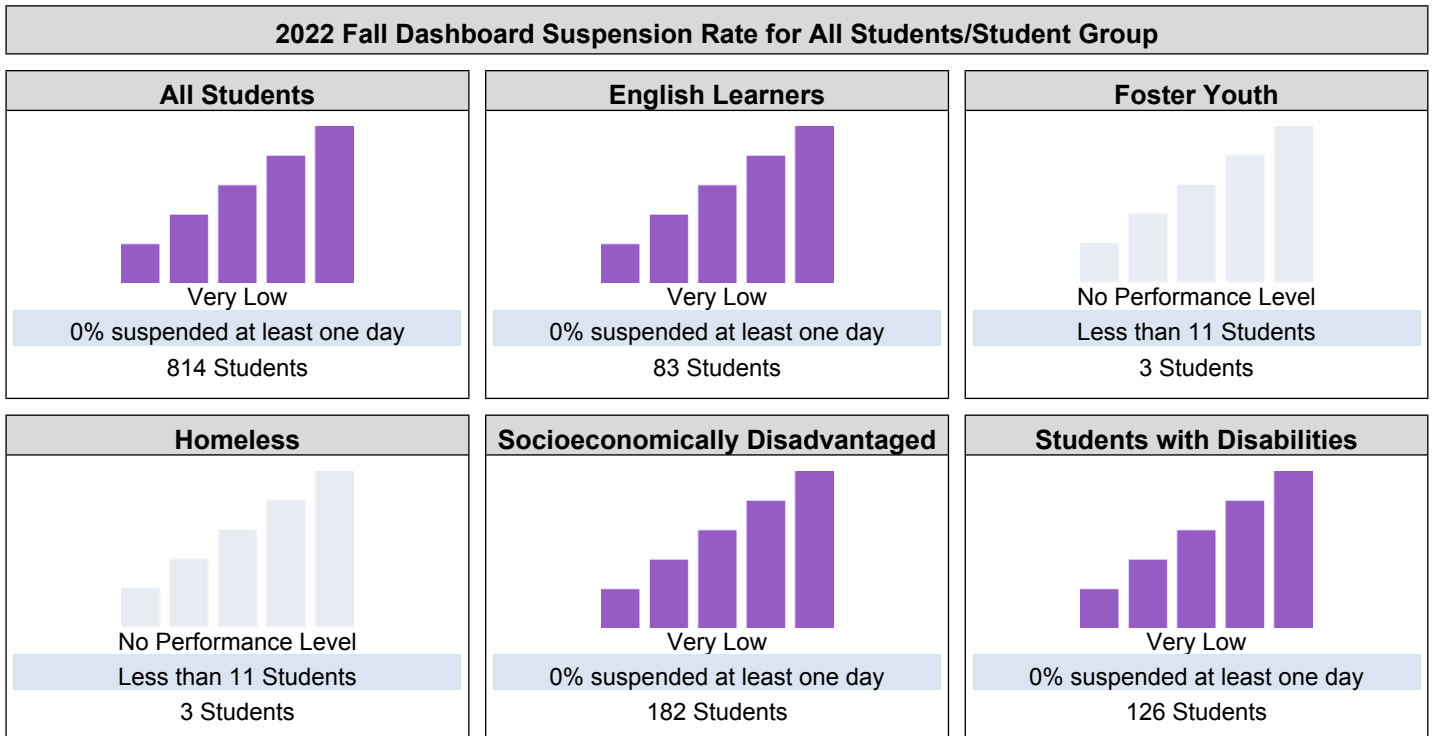 2022 Fall Dashboard Suspension Rate for All Students/Student Group
All Students
Very Low
0% suspended at least one day
814 Students
English Learners
Very Low
0% suspended at least one day
83 Students
Foster Youth
No Performance Level
Less than 11 Students
3 Students
Homeless
No Performance Level
Less than 11 Students
3 Students
Socioeconomically Disadvantaged
Very Low
0% suspended at least one day
182 Students
Students with Disabilities
Very Low
0% suspended at least one day
126 Students